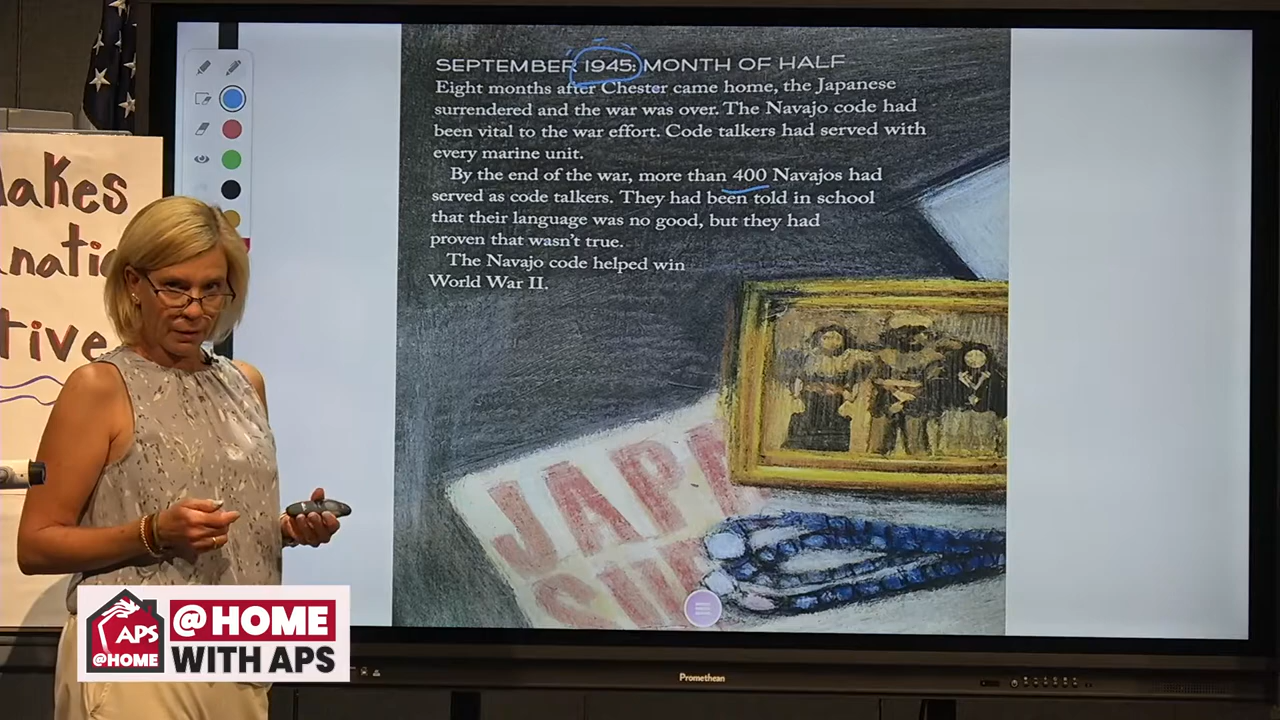 SEPTEMBER 1945: MONTH OF HALF
Eight months after Chester came home, the Japanese
surrendered and the war was over. The Navajo code had
been vital to the war effort. Code talkers had served with
every marine unit.
By the end of the war, more than 400 Navajos had
served as code talkers. They had been told in school
that their language was no good, but they had
proven that wasn't true.
The Navajo code helped win
World War II.
akes
natio
tive
JAPA
SUR
APS
@HOME
@HOME
WITH APS
Promethean